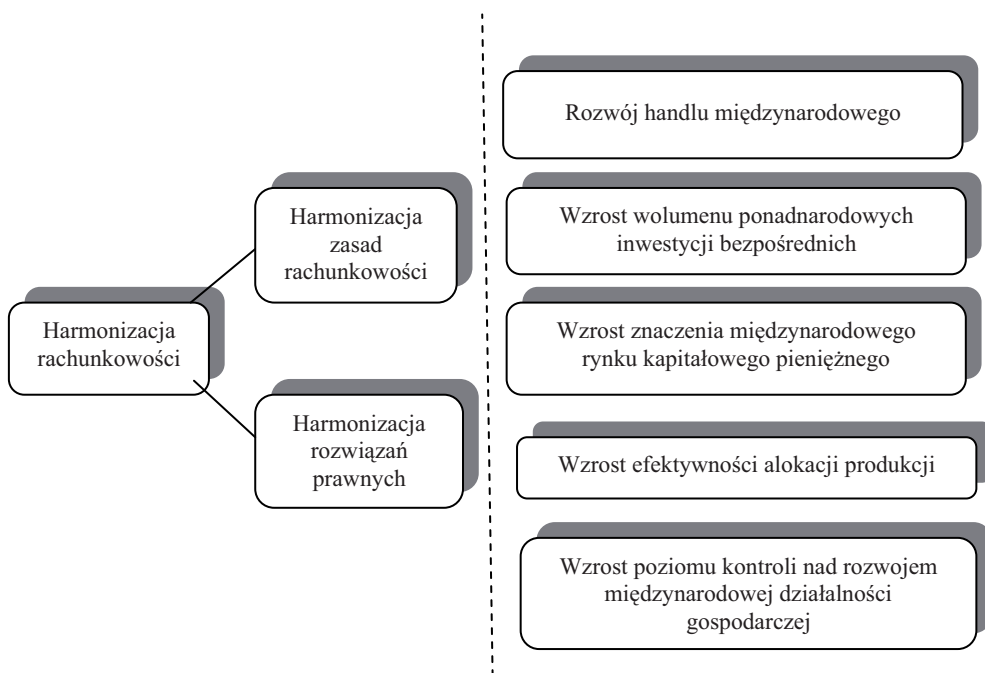 Harmonizacja
rachunkowości
Harmonizacja
zasad
rachunkowości
Harmonizacja
rozwiązań
prawnych
Rozwój handlu międzynarodowego
Wzrost wolumenu ponadnarodowych
inwestycji bezpośrednich
Wzrost znaczenia międzynarodowego
rynku kapitałowego pieniężnego
Wzrost efektywności alokacji produkcji
Wzrost poziomu kontroli nad rozwojem
międzynarodowej działalności
gospodarczej